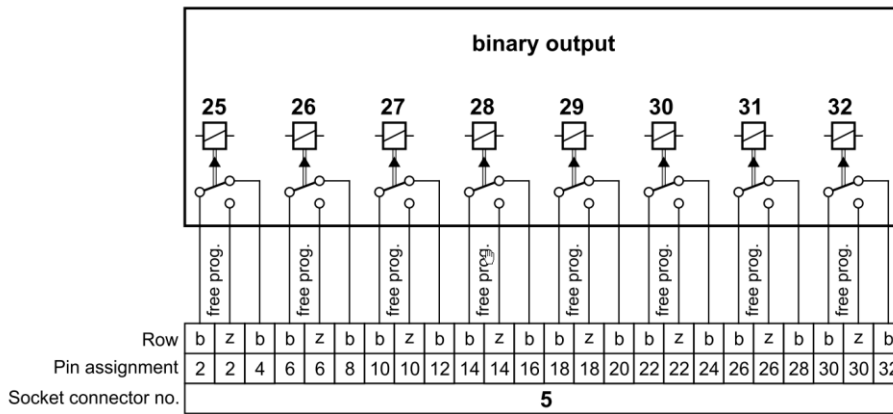 binary output
25 26 27 28 29 30 31 32
free prog. free prog. free prog. free prog. free prog. free prog. free prog. free prog.
Row b z b b z b b z b b z b b z b b z b b z b b z b
Pin assignment 2 2 4 6 6 8 10 10 12 14 14 16 18 18 20 22 22 24 26 26 28 30 30 32
Socket connector no. 5